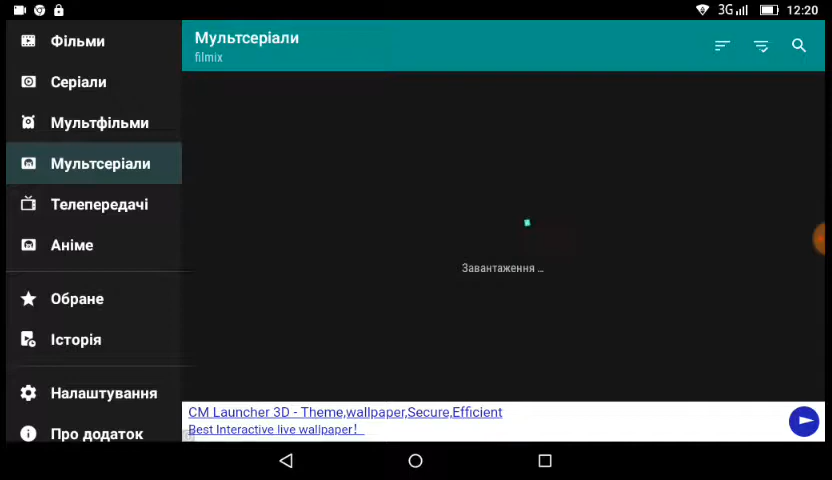 3G
12:20
Фільми
Серіали
Мультфільми
Мультсеріали
Телепередачі
Аніме
Обране
Історія
Налаштування
Про додаток
Мультсеріали
filmix
Завантаження ...
CM Launcher 3D - Theme,wallpaper,Secure,Efficient
Best Interactive live wallpaper!